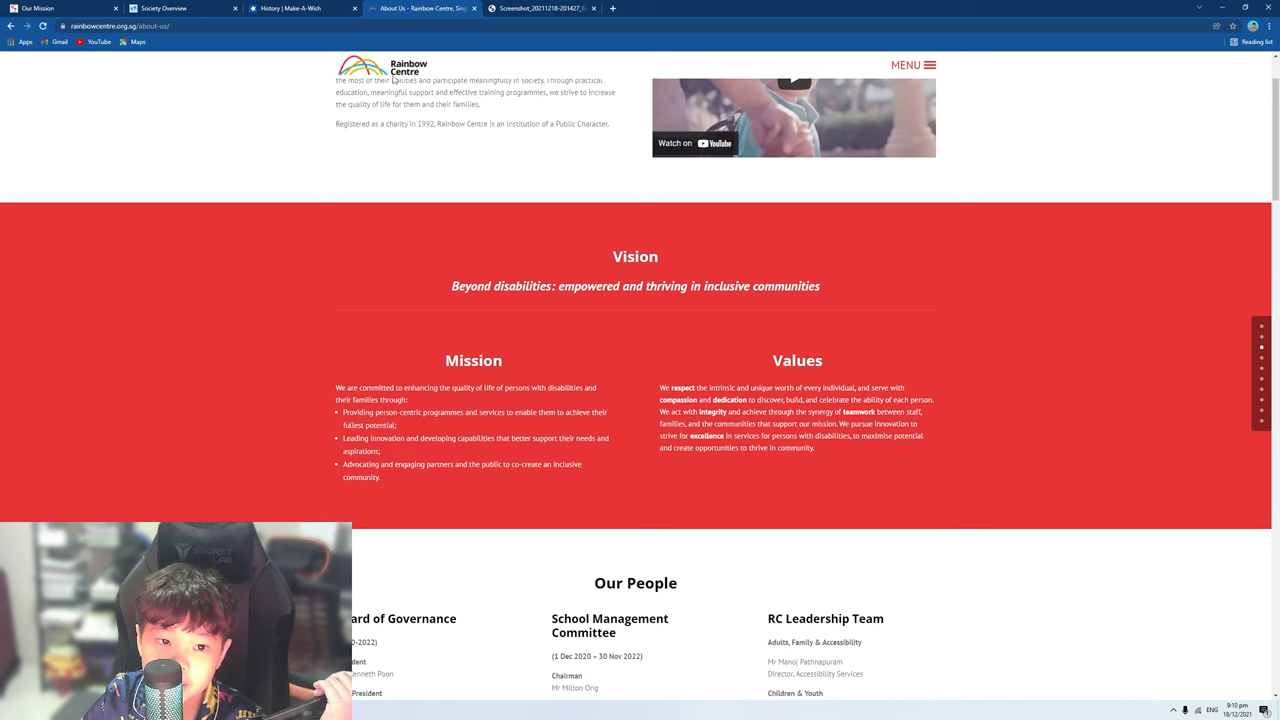 Our Mission
Society Overview
History | Make-A-Wish
About Us - Rainbow Centre, Sing
Screenshot_20211218-201427_G
rainbowcentre.org.sg/about-us/
Apps
Gmail
YouTube
Maps
Reading list
Rainbow
Centre
MENU
the most of their abilities and participate meaningfully in society. Through practical
education, meaningful support and effective training programmes, we strive to increase
the quality of life for them and their families.
Registered as a charity in 1992, Rainbow Centre is an Institution of a Public Character.
Watch on YouTube
Vision
Beyond disabilities: empowered and thriving in inclusive communities
Mission
We are committed to enhancing the quality of life of persons with disabilities and
their families through:
• Providing person-centric programmes and services to enable them to achieve their
fullest potential;
• Leading innovation and developing capabilities that better support their needs and
aspirations;
• Advocating and engaging partners and the public to co-create an inclusive
community.
Values
We respect the intrinsic and unique worth of every individual, and serve with
compassion and dedication to discover, build, and celebrate the ability of each person.
We act with integrity and achieve through the synergy of teamwork between staff,
families, and the communities that support our mission. We pursue innovation to
strive for excellence in services for persons with disabilities, to maximise potential
and create opportunities to thrive in community.
Our People
ard of Governance
0-2022)
dent
enneth Poon
President
School Management
Committee
(1 Dec 2020 – 30 Nov 2022)
Chairman
Mr Milton Ong
RC Leadership Team
Adults, Family & Accessibility
Mr Manoj Pathnapuram
Director, Accessibility Services
Children & Youth
SECRET
LAB
ENG
9:10 pm
18/12/2021